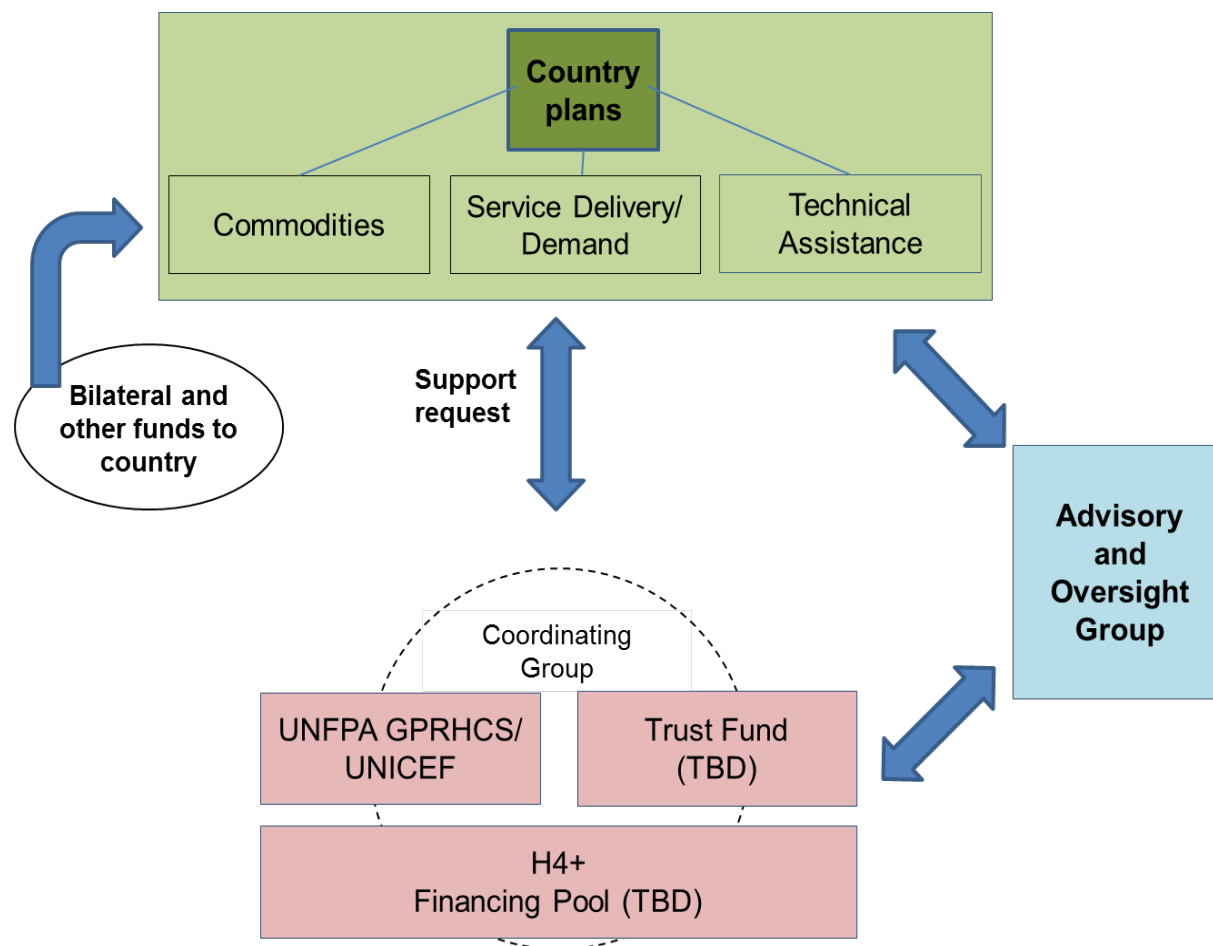 Country
plans
Commodities
Service Delivery/
Demand
Technical
Assistance
Bilateral and
other funds to
country
Support
request
Advisory
and
Oversight
Group
Coordinating
Group
UNFPA GPRHCS/
UNICEF
Trust Fund
(TBD)
H4+
Financing Pool (TBD)